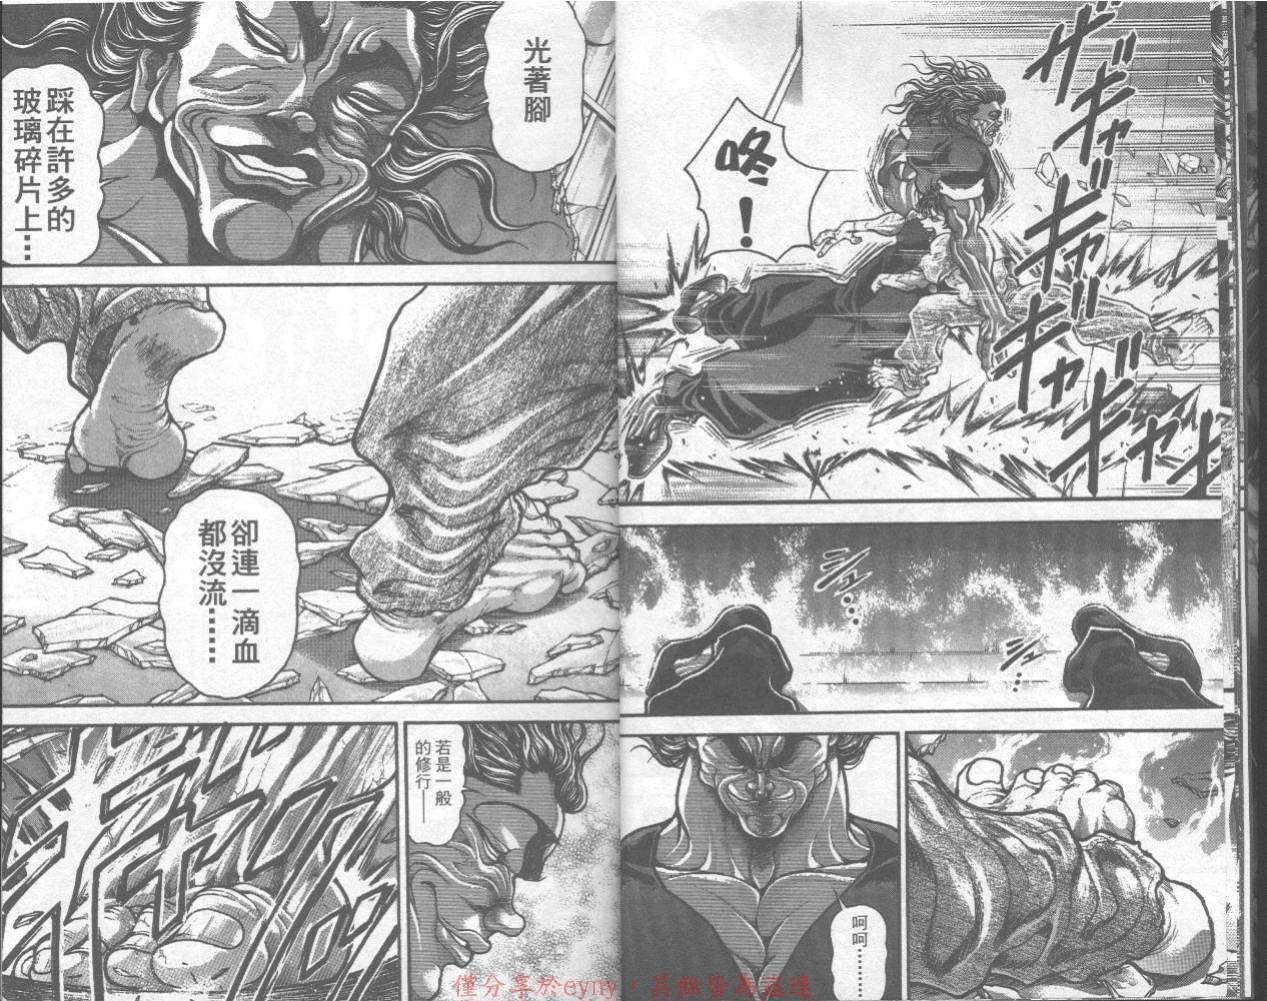 咚！
ザギャギャギャギャッ
シュ…
シュ…
呵呵………
光著腳
踩在許多的
玻璃碎片上……
卻連一滴血
都沒流………
若是一般
的修行——
僅分享於eyny，其餘皆為盜連